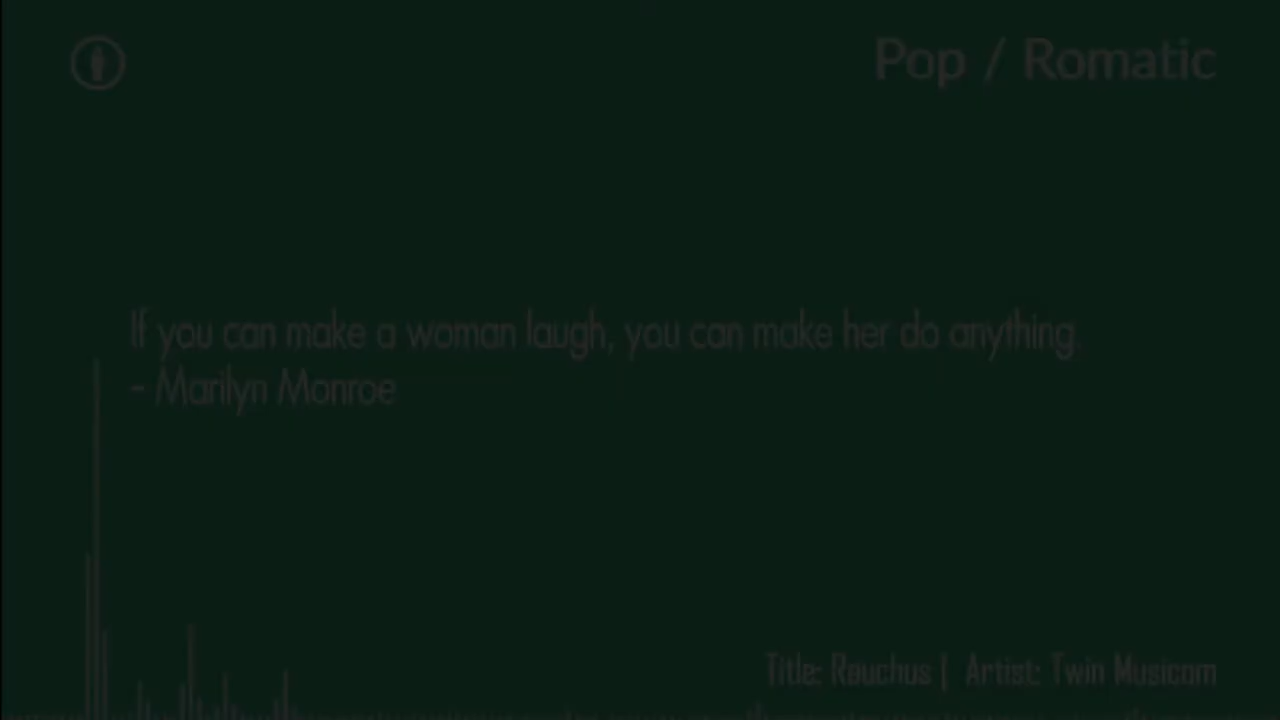 Pop / Romatic
If you can make a woman laugh, you can make her do anything.
- Marilyn Monroe
Title: Rauchus | Artist: Twin Musicom